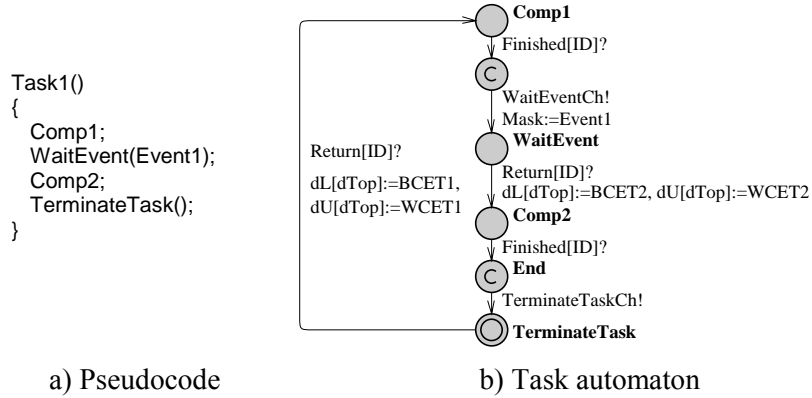 Task1()
{
Comp1;
WaitEvent(Event1);
Comp2;
TerminateTask();
}
Comp1
Finished[ID]?
C
WaitEventCh!
Mask:=Event1
WaitEvent
Return[ID]?
dL[dTop]:=BCET1,
dU[dTop]:=WCET1
Return[ID]?
dL[dTop]:=BCET2, dU[dTop]:=WCET2
Comp2
Finished[ID]?
End
C
TerminateTaskCh!
TerminateTask
a) Pseudocode
b) Task automaton